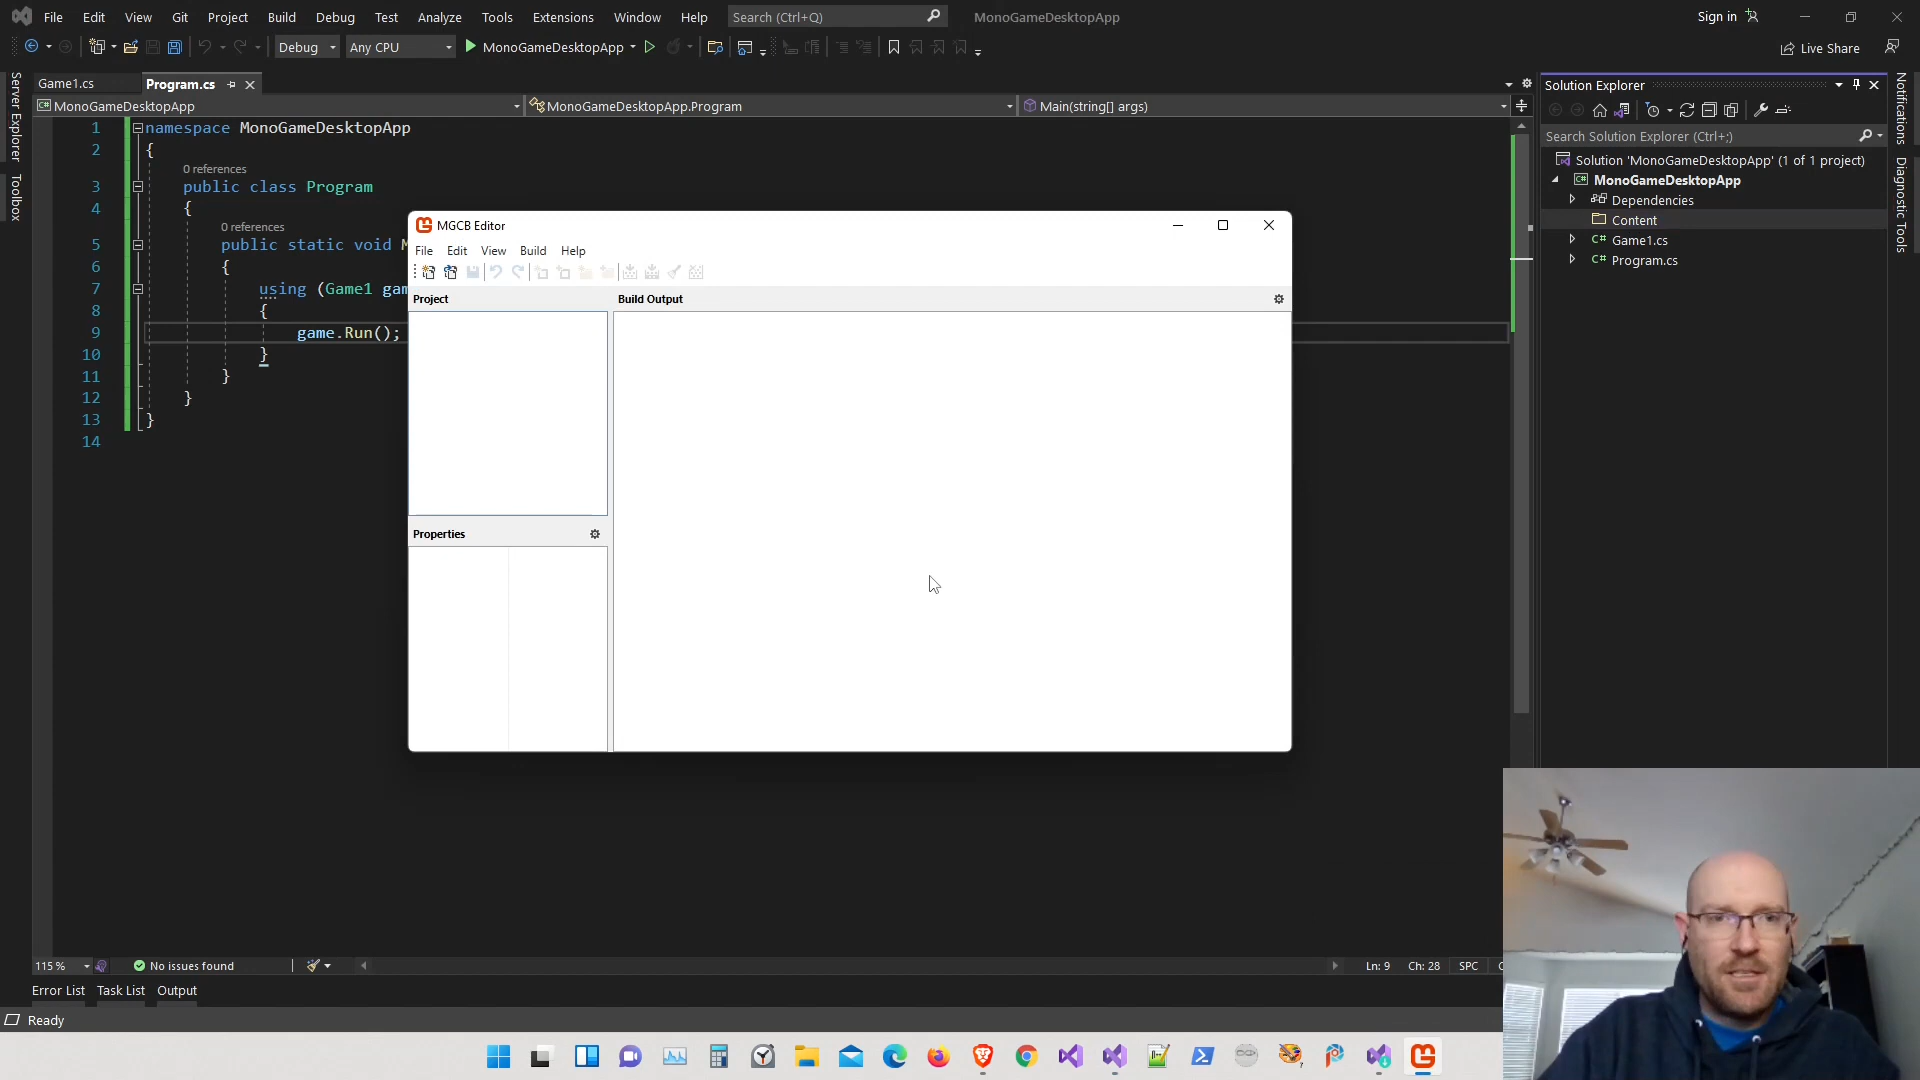 File Edit View Git Project Build Debug Test Analyze Tools Extensions Window Help Search (Ctrl+Q) MonoGameDesktopApp Sign in
Debug Any CPU MonoGameDesktopApp Live Share
Server Explorer
Toolbox
Game1.cs Program.cs
MonoGameDesktopApp MonoGameDesktopApp.Program Main(string[] args)
1 namespace MonoGameDesktopApp
2 {
0 references
3 public class Program
4 {
0 references
5 public static void M
6 {
7 using (Game1 gam
8 {
9 game.Run();
10 }
11 }
12 }
13 }
14
MGCB Editor
File Edit View Build Help
Project
Build Output
Properties
Solution Explorer
Search Solution Explorer (Ctrl+;)
Solution 'MonoGameDesktopApp' (1 of 1 project)
MonoGameDesktopApp
Dependencies
Content
C# Game1.cs
C# Program.cs
Notifications
Diagnostic Tools
115 % No issues found Ln: 9 Ch: 28 SPC
Error List Task List Output
Ready